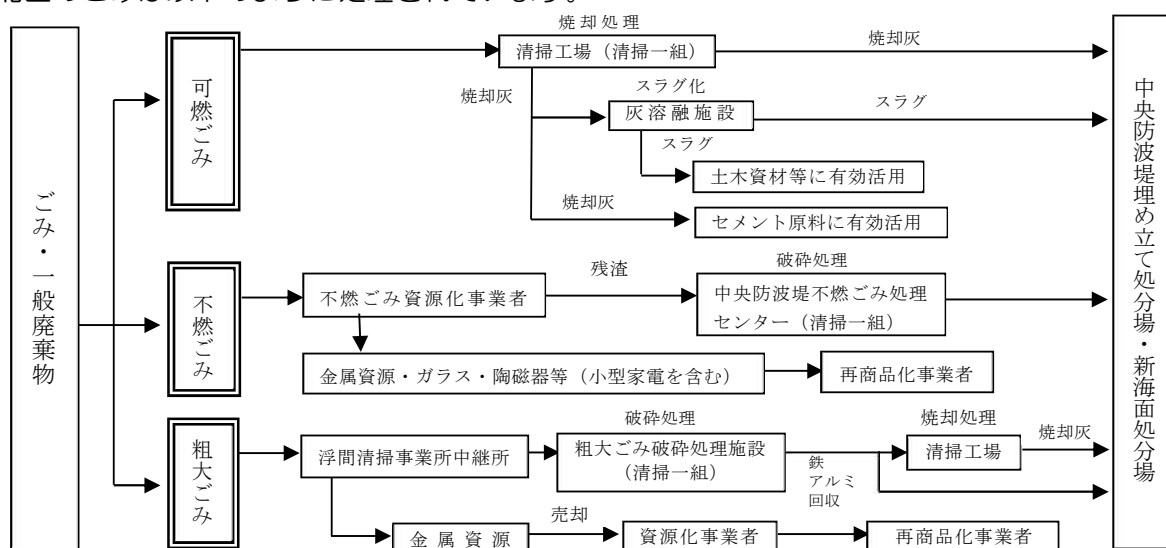 ごみ・一般廃棄物
可燃ごみ
焼却処理
清掃工場（清掃一組）
焼却灰
焼却灰
スラグ化
灰溶融施設
スラグ
スラグ
土木資材等に有効活用
焼却灰
セメント原料に有効活用
不燃ごみ
不燃ごみ資源化事業者
残渣
破砕処理
中央防波堤不燃ごみ処理
センター（清掃一組）
金属資源・ガラス・陶磁器等（小型家電を含む）
再商品化事業者
粗大ごみ
浮間清掃事業所中継所
破砕処理
粗大ごみ破砕処理施設
（清掃一組）
鉄
アルミ
回収
焼却処理
清掃工場
焼却灰
金属資源
売却
資源化事業者
再商品化事業者
中央防波堤埋め立て処分場・新海面処分場